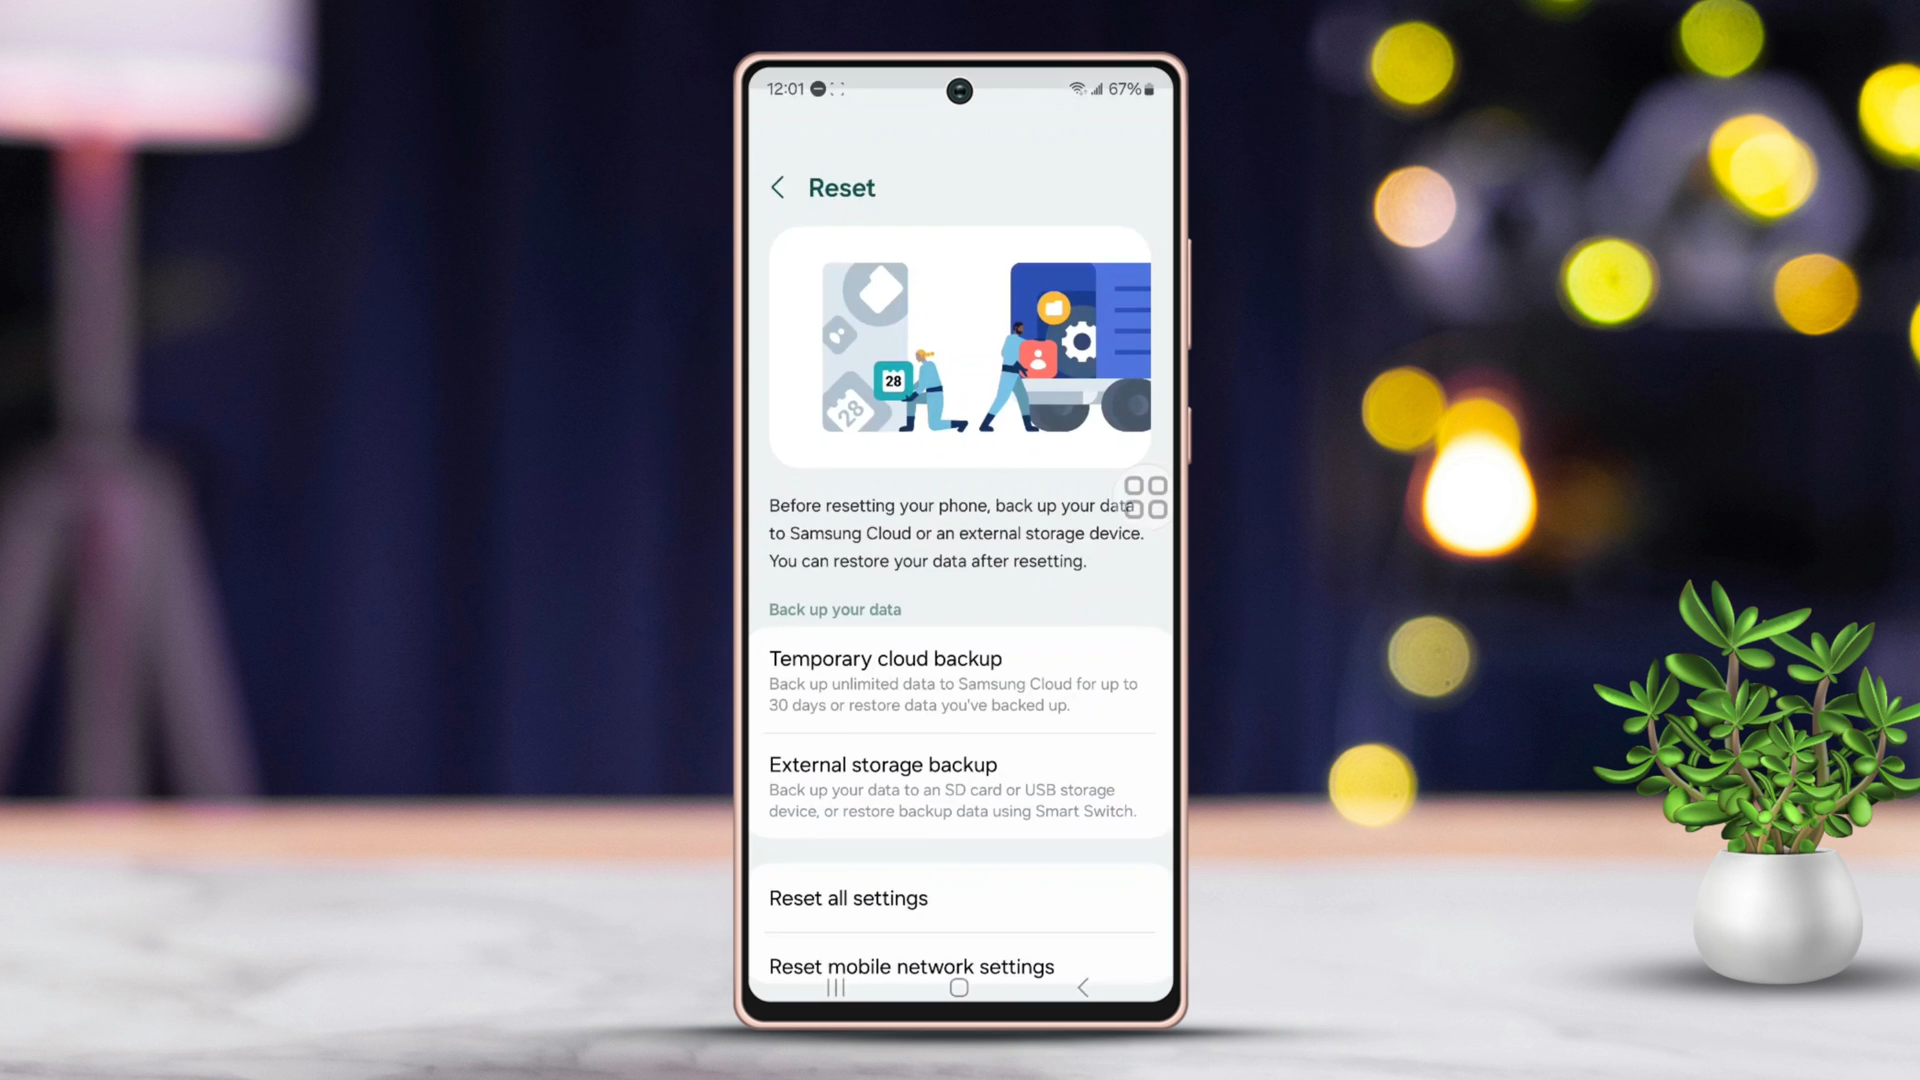 12:01 67%
Reset
28
28
Before resetting your phone, back up your data
to Samsung Cloud or an external storage device.
You can restore your data after resetting.
Back up your data
Temporary cloud backup
Back up unlimited data to Samsung Cloud for up to
30 days or restore data you've backed up.
External storage backup
Back up your data to an SD card or USB storage
device, or restore backup data using Smart Switch.
Reset all settings
Reset mobile network settings